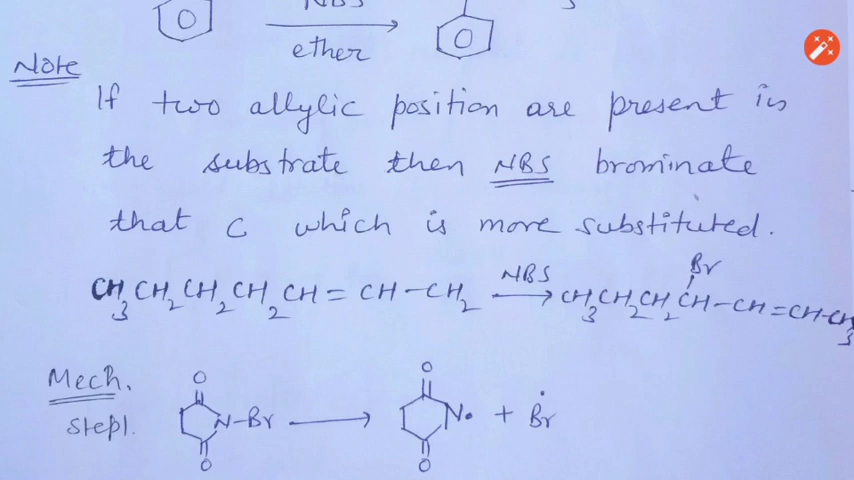 NBS
ether
Note
If two allylic position are present in
the substrate then NBS brominate
that C which is more substituted.
CH3CH2CH2CH2CH=CH-CH2 NBS CH3CH2CH2CH-CH=CH-CH3
Br
Mech.
O O
Step1. N-Br N• + Br•
O O